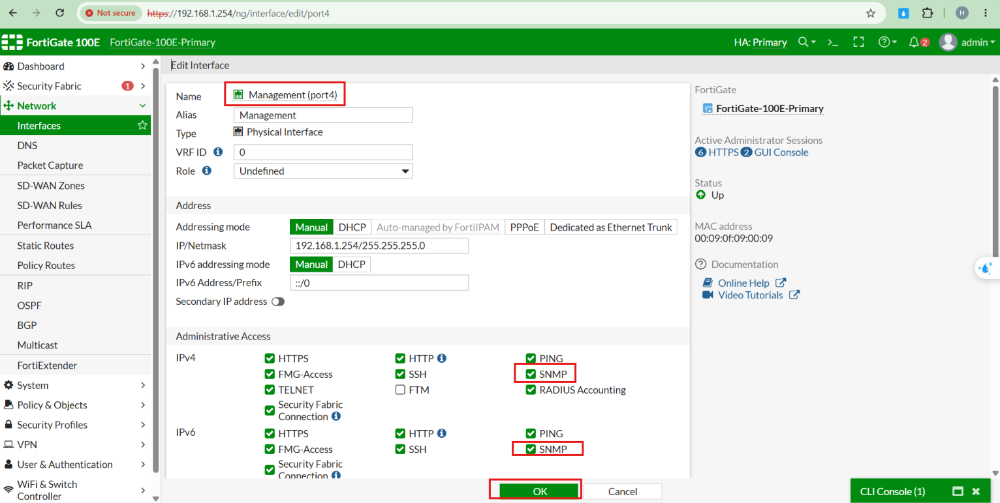 Not secure https://192.168.1.254/ng/interface/edit/port4 H
FortiGate 100E FortiGate-100E-Primary HA: Primary >_ 2 admin
Dashboard
Security Fabric 1
Network
Interfaces
DNS
Packet Capture
SD-WAN Zones
SD-WAN Rules
Performance SLA
Static Routes
Policy Routes
RIP
OSPF
BGP
Multicast
FortiExtender
System
Policy & Objects
Security Profiles
VPN
User & Authentication
WiFi & Switch
Controller
Edit Interface
Name Management (port4)
Alias Management
Type Physical Interface
VRF ID 0
Role Undefined
Address
Addressing mode Manual DHCP Auto-managed by FortiIPAM PPPoE Dedicated as Ethernet Trunk
IP/Netmask 192.168.1.254/255.255.255.0
IPv6 addressing mode Manual DHCP
IPv6 Address/Prefix ::/0
Secondary IP address
Administrative Access
IPv4 HTTPS HTTP PING
FMG-Access SSH SNMP
TELNET FTM RADIUS Accounting
Security Fabric
Connection
IPv6 HTTPS HTTP PING
FMG-Access SSH SNMP
Security Fabric
Connection
OK Cancel
FortiGate
FortiGate-100E-Primary
Active Administrator Sessions
6 HTTPS 2 GUI Console
Status
Up
MAC address
00:09:0f:09:00:09
Documentation
Online Help
Video Tutorials
CLI Console (1)